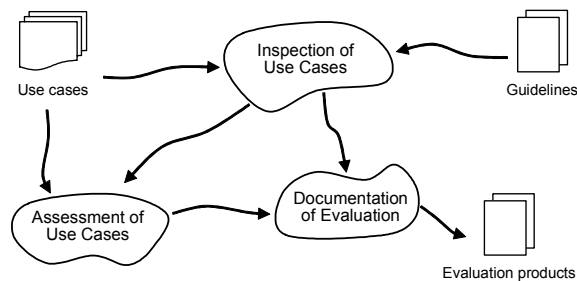 Inspection of
Use Cases
Use cases
Guidelines
Assessment of
Use Cases
Documentation
of Evaluation
Evaluation products